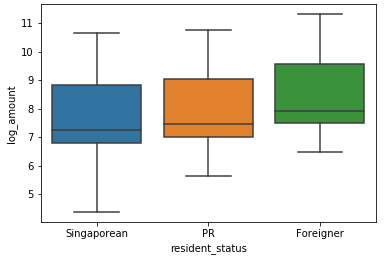 log_amount
11
10
9
8
7
6
5
Singaporean
PR
Foreigner
resident_status